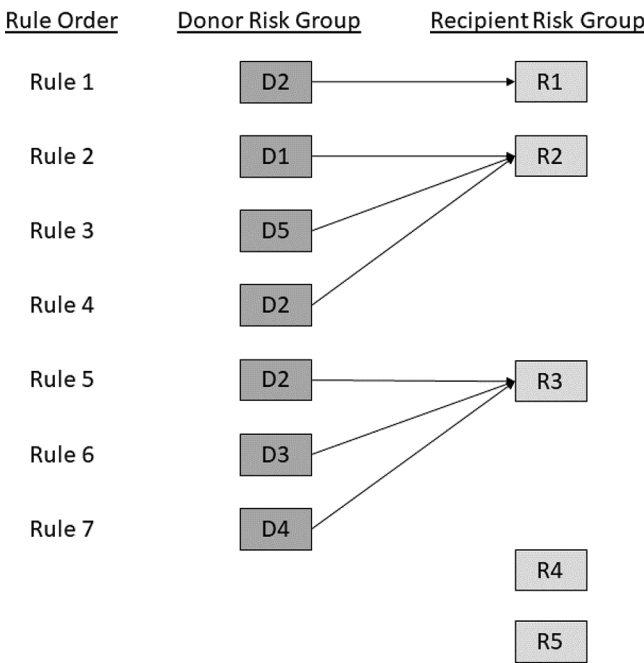 Rule Order Donor Risk Group Recipient Risk Group
Rule 1 D2 R1
Rule 2 D1 R2
Rule 3 D5
Rule 4 D2
Rule 5 D2 R3
Rule 6 D3
Rule 7 D4
R4
R5